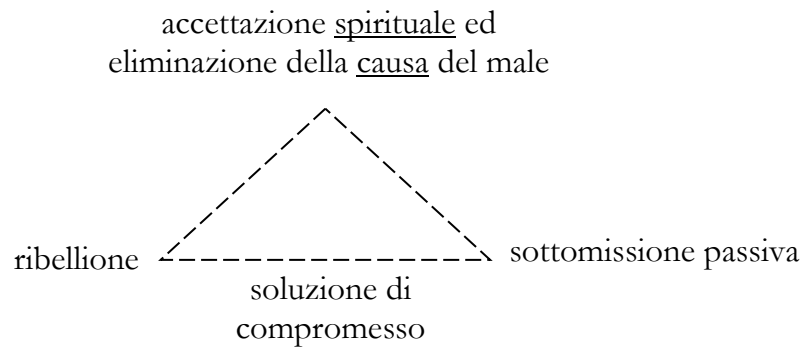 accettazione spirituale ed
eliminazione della causa del male
ribellione
sottomissione passiva
soluzione di
compromesso